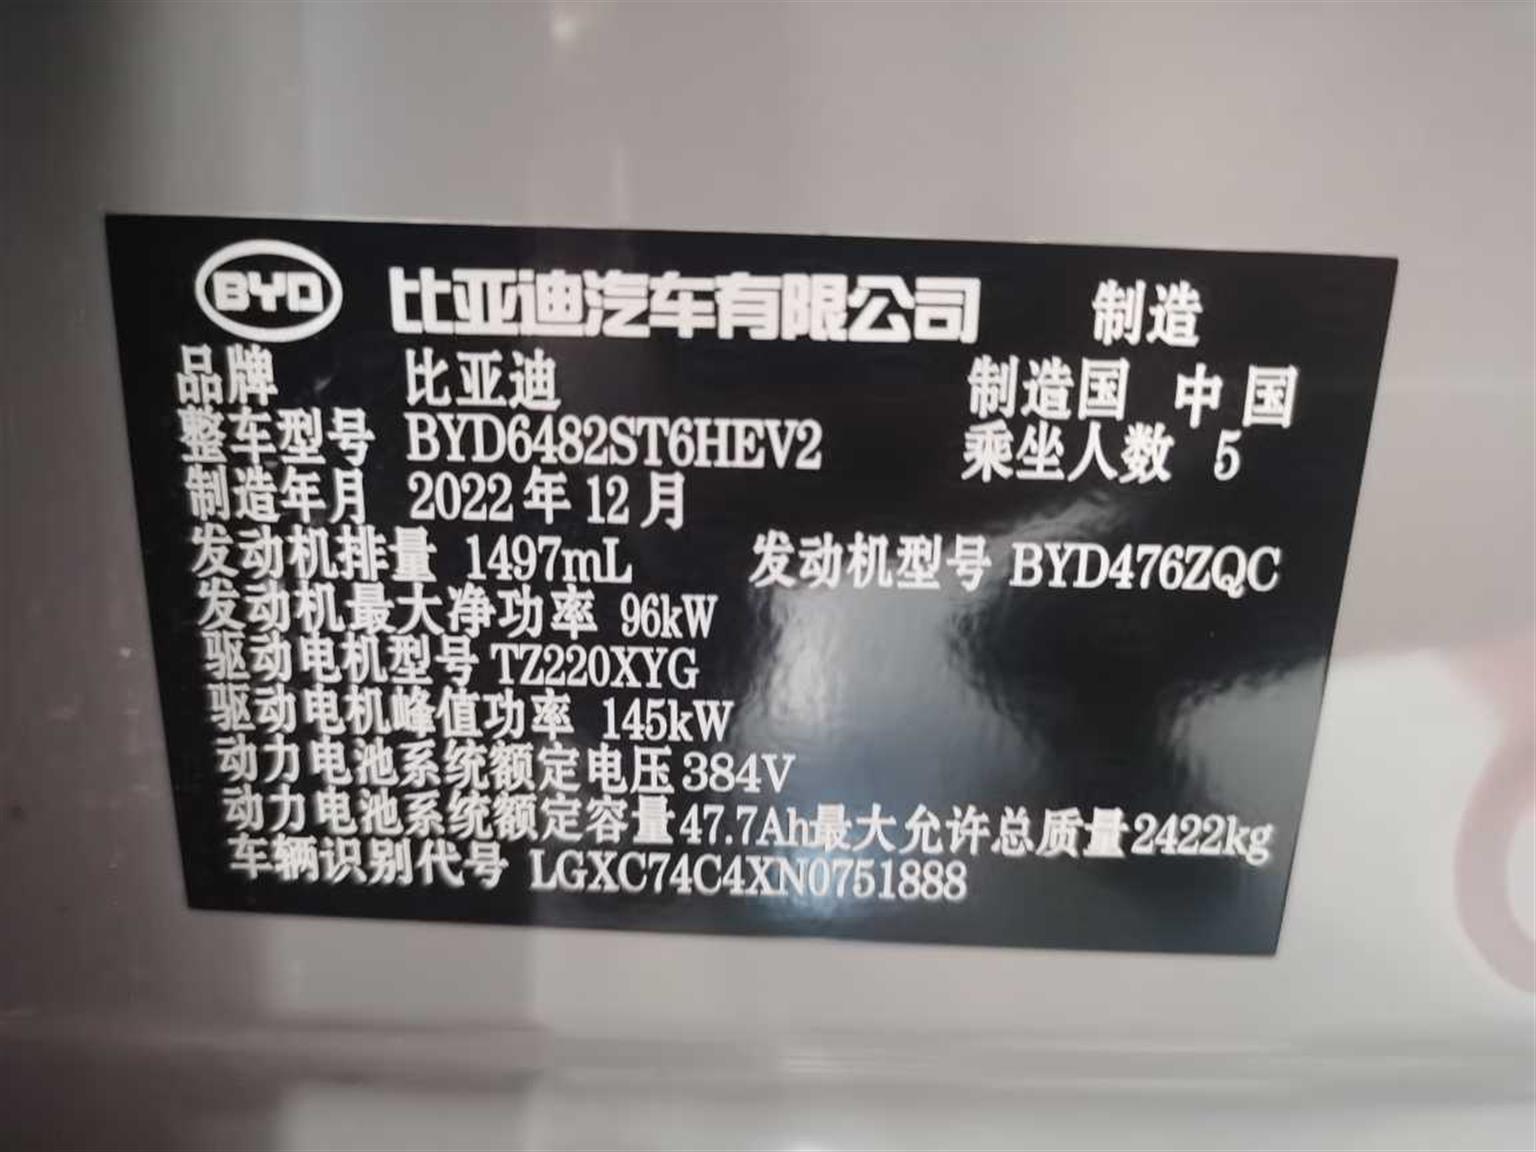 BYD 比亚迪汽车有限公司 制造
品牌 比亚迪 制造国 中国
整车型号 BYD6482ST6HEV2 乘坐人数 5
制造年月 2022年12月
发动机排量 1497mL 发动机型号 BYD476ZQC
发动机最大净功率 96kW
驱动电机型号 TZ220XYG
驱动电机峰值功率 145kW
动力电池系统额定电压 384V
动力电池系统额定容量 47.7Ah 最大允许总质量 2422kg
车辆识别代号 LGXC74C4XN0751888